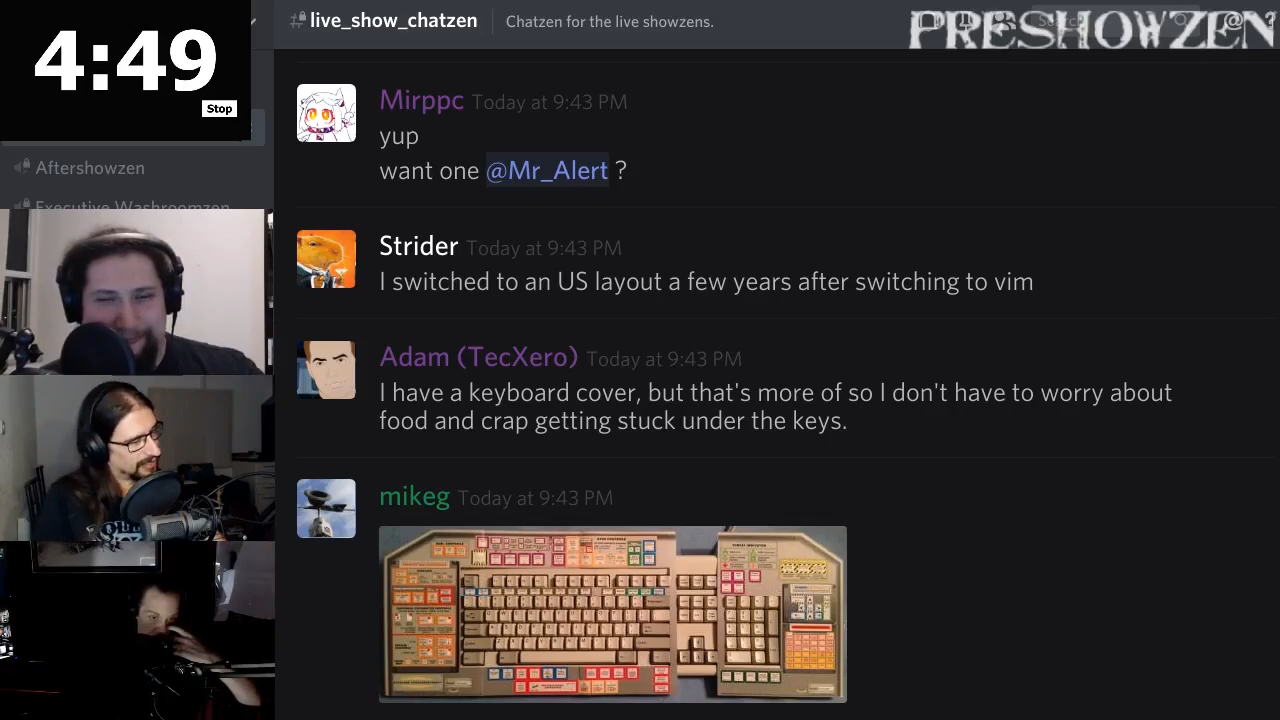 4:49
Stop
live_show_chatzen
Chatzen for the live showzens.
PRESHOWZEN
Aftershowzen
Executive Washroomzen
Mirppc Today at 9:43 PM
yup
want one @Mr_Alert ?
Strider Today at 9:43 PM
I switched to an US layout a few years after switching to vim
Adam (TecXero) Today at 9:43 PM
I have a keyboard cover, but that's more of so I don't have to worry about
food and crap getting stuck under the keys.
mikeg Today at 9:43 PM